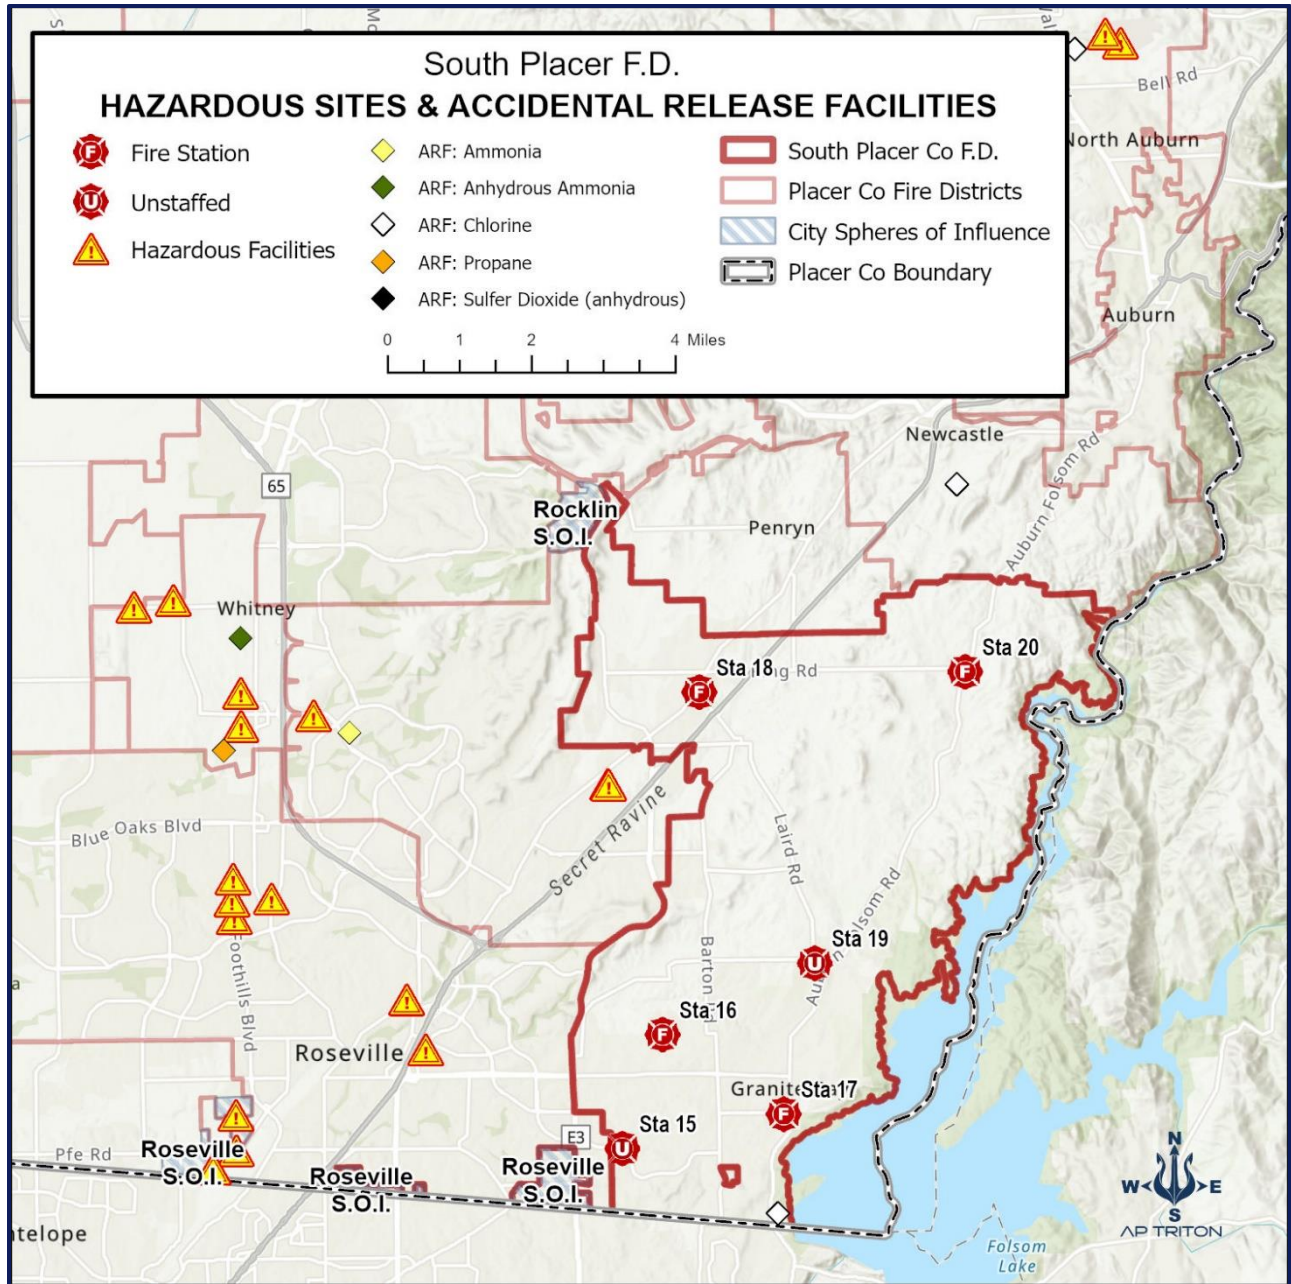 South Placer F.D.
HAZARDOUS SITES & ACCIDENTAL RELEASE FACILITIES
F Fire Station
U Unstaffed
Hazardous Facilities
ARF: Ammonia
ARF: Anhydrous Ammonia
ARF: Chlorine
ARF: Propane
ARF: Sulfer Dioxide (anhydrous)
South Placer Co F.D.
Placer Co Fire Districts
City Spheres of Influence
Placer Co Boundary
0 1 2 4 Miles
Bell Rd
North Auburn
Auburn
Newcastle
Auburn Folsom Rd
65
Rocklin
S.O.I.
Penryn
Whitney
Sta 18
Sta 20
Blue Oaks Blvd
Secret Ravine
Laird Rd
Foothills Blvd
Barton Rd
Sta 19
Sta 16
Roseville
Sta 17
E3
Sta 15
Pfe Rd
Roseville
S.O.I.
Roseville
S.O.I.
Roseville
S.O.I.
Folsom
Lake
N
W E
S
AP TRITON